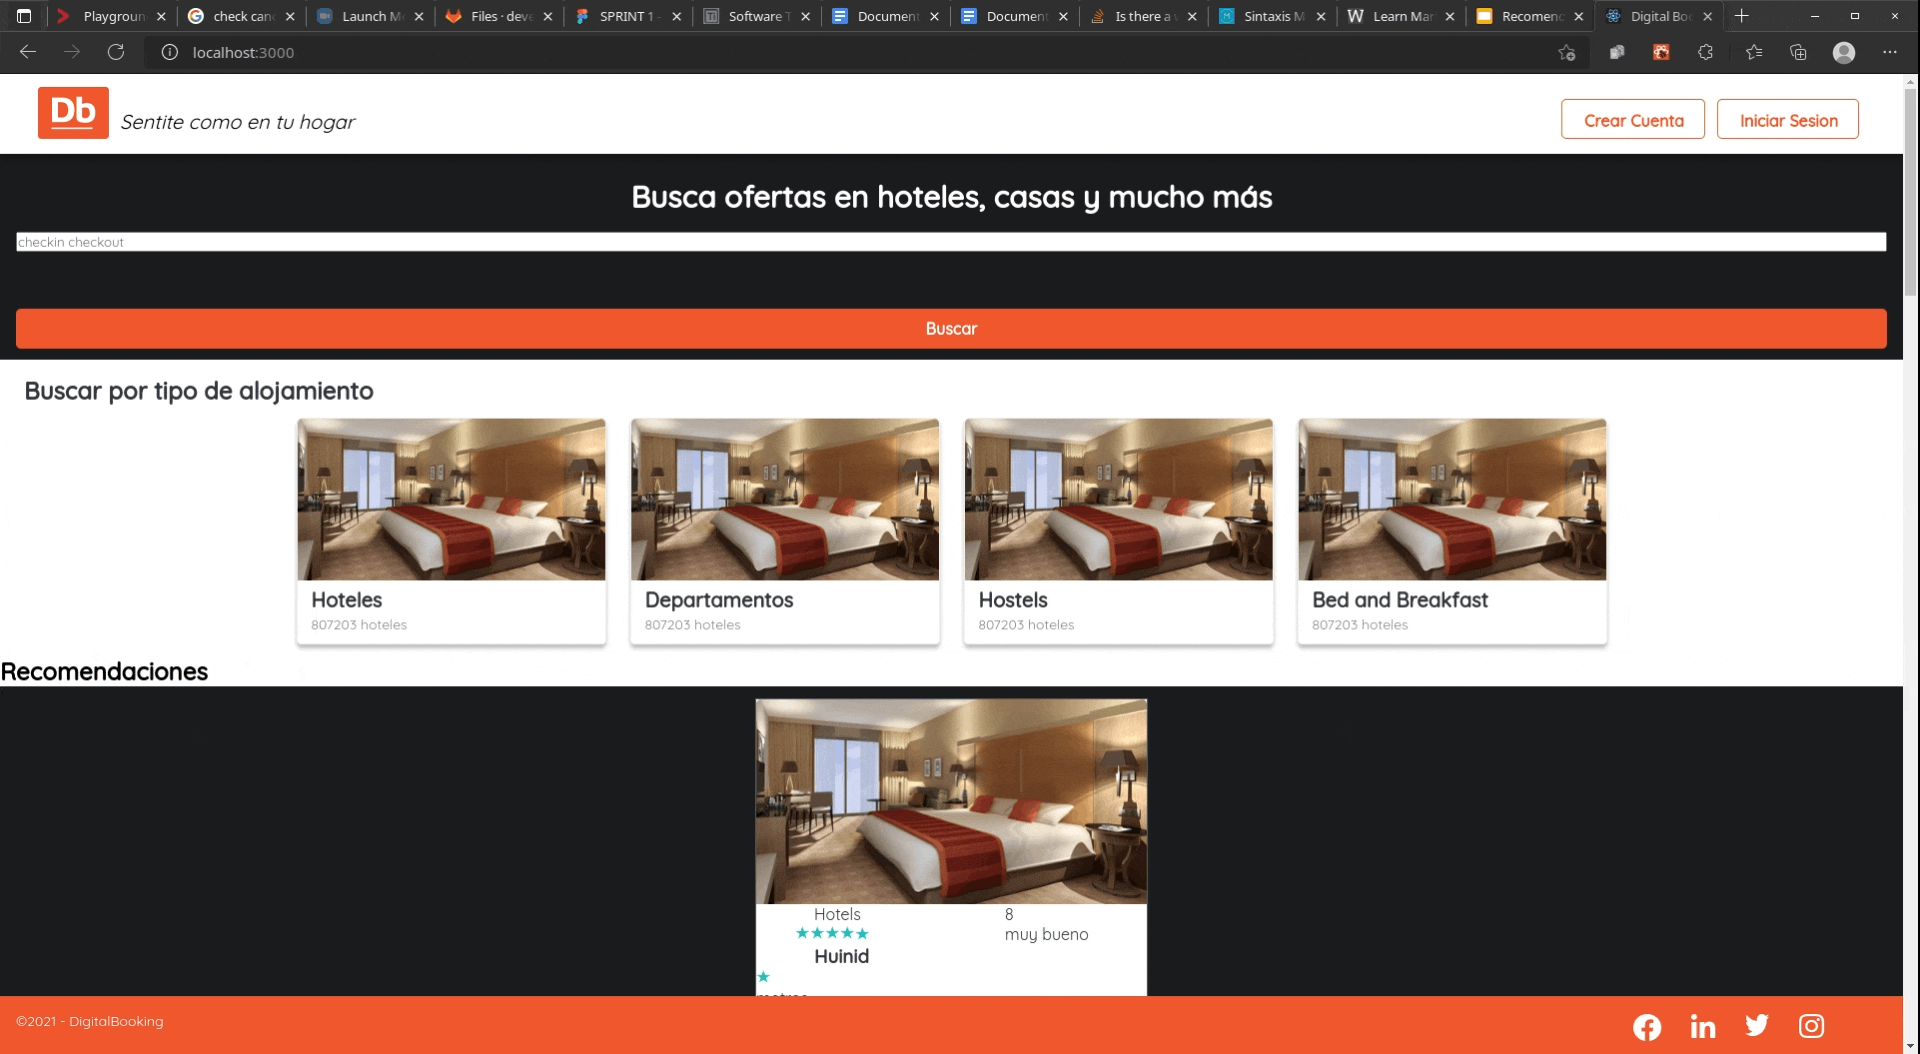 Playgroun
check can
Launch Me
Files · deve
SPRINT 1 -
Software T
Document
Document
Is there a
Sintaxis M
Learn Mar
Recomend
Digital Boo
localhost:3000
Db
Sentite como en tu hogar
Crear Cuenta
Iniciar Sesion
Busca ofertas en hoteles, casas y mucho más
checkin checkout
Buscar
Buscar por tipo de alojamiento
Hoteles
807203 hoteles
Departamentos
807203 hoteles
Hostels
807203 hoteles
Bed and Breakfast
807203 hoteles
Recomendaciones
Hotels
8
muy bueno
Huinid
©2021 - DigitalBooking